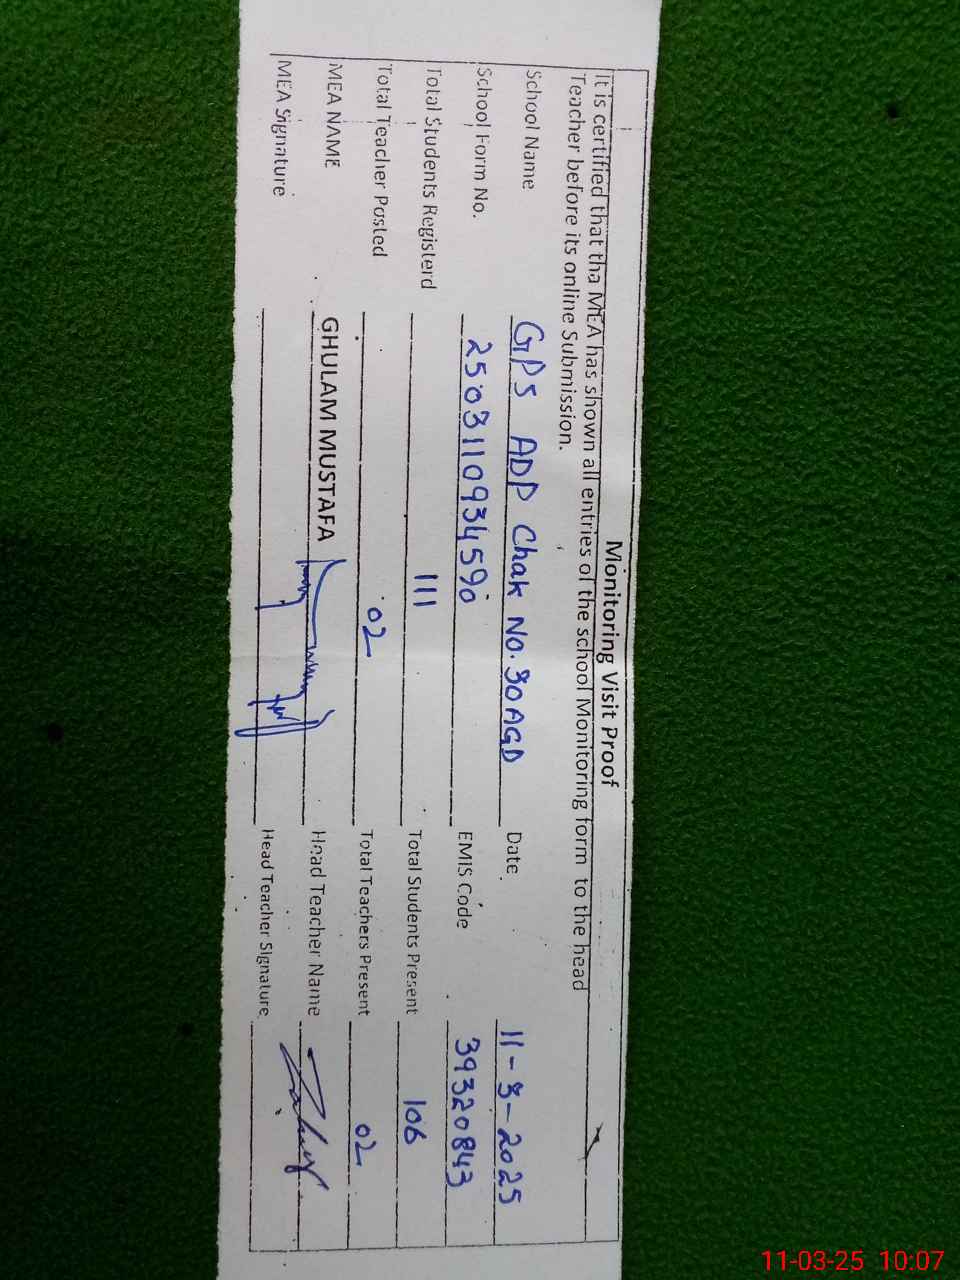 Monitoring Visit Proof
It is certified that tha MEA has shown all entries of the school Monitoring form to the head
Teacher before its online Submission.
School Name GPS ADP Chak No. 30AGD Date 11-3-2025
School Form No. 25031109934590 EMIS Code 39320843
Total Students Registerd 111 Total Students Present 106
Total Teacher Posted 02 Total Teachers Present 02
MEA NAME GHULAM MUSTAFA Head Teacher Name
MEA Signature Head Teacher Signature
11-03-25 10:07